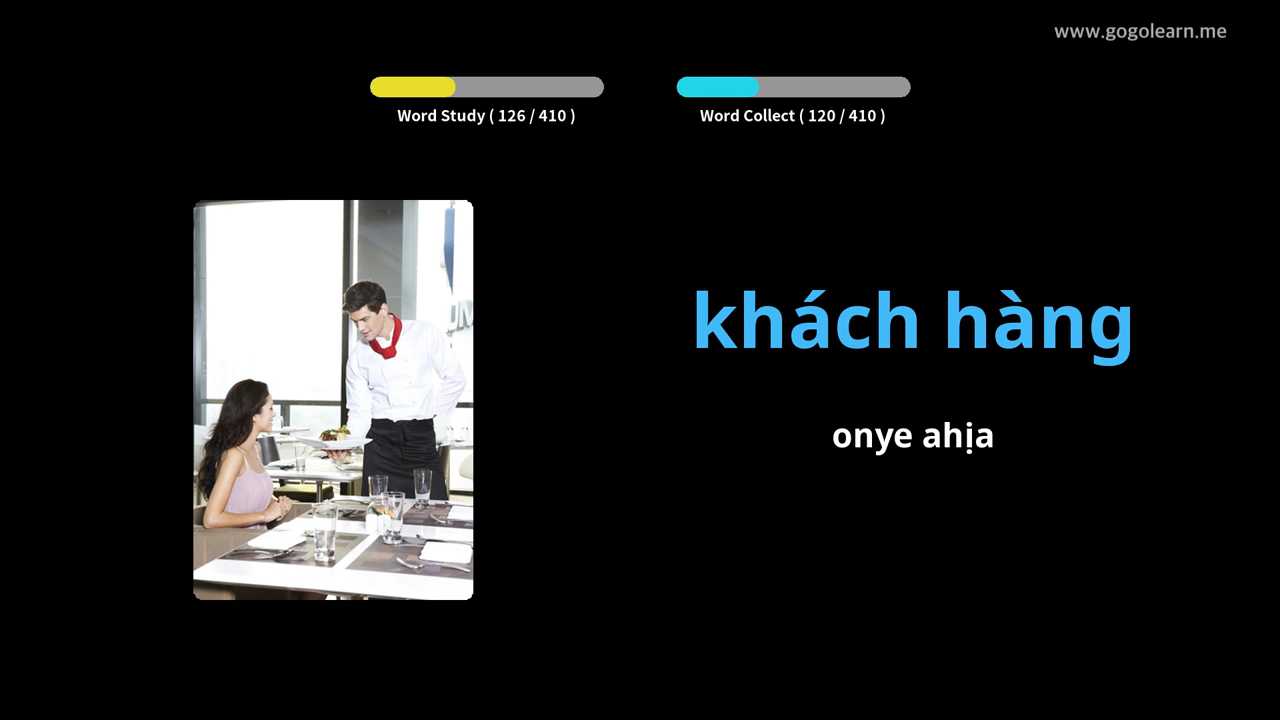 www.gogolearn.me
Word Study ( 126 / 410 )
Word Collect ( 120 / 410 )
khách hàng
onye ahịa